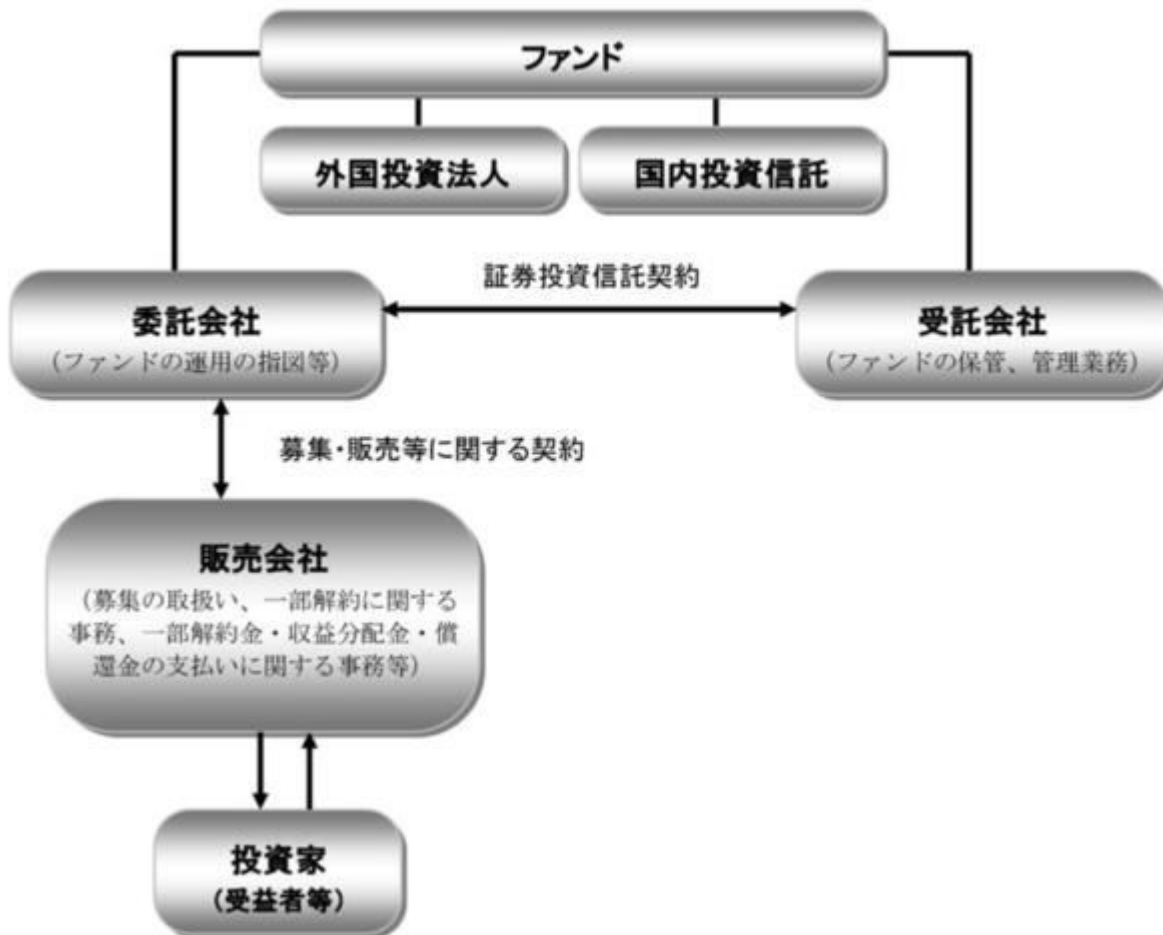 ファンド
外国投資法人
国内投資信託
証券投資信託契約
委託会社
(ファンドの運用の指図等)
受託会社
(ファンドの保管、管理業務)
募集・販売等に関する契約
販売会社
(募集の取扱い、一部解約に関する
事務、一部解約金・収益分配金・償
還金の支払いに関する事務等)
投資家
(受益者等)